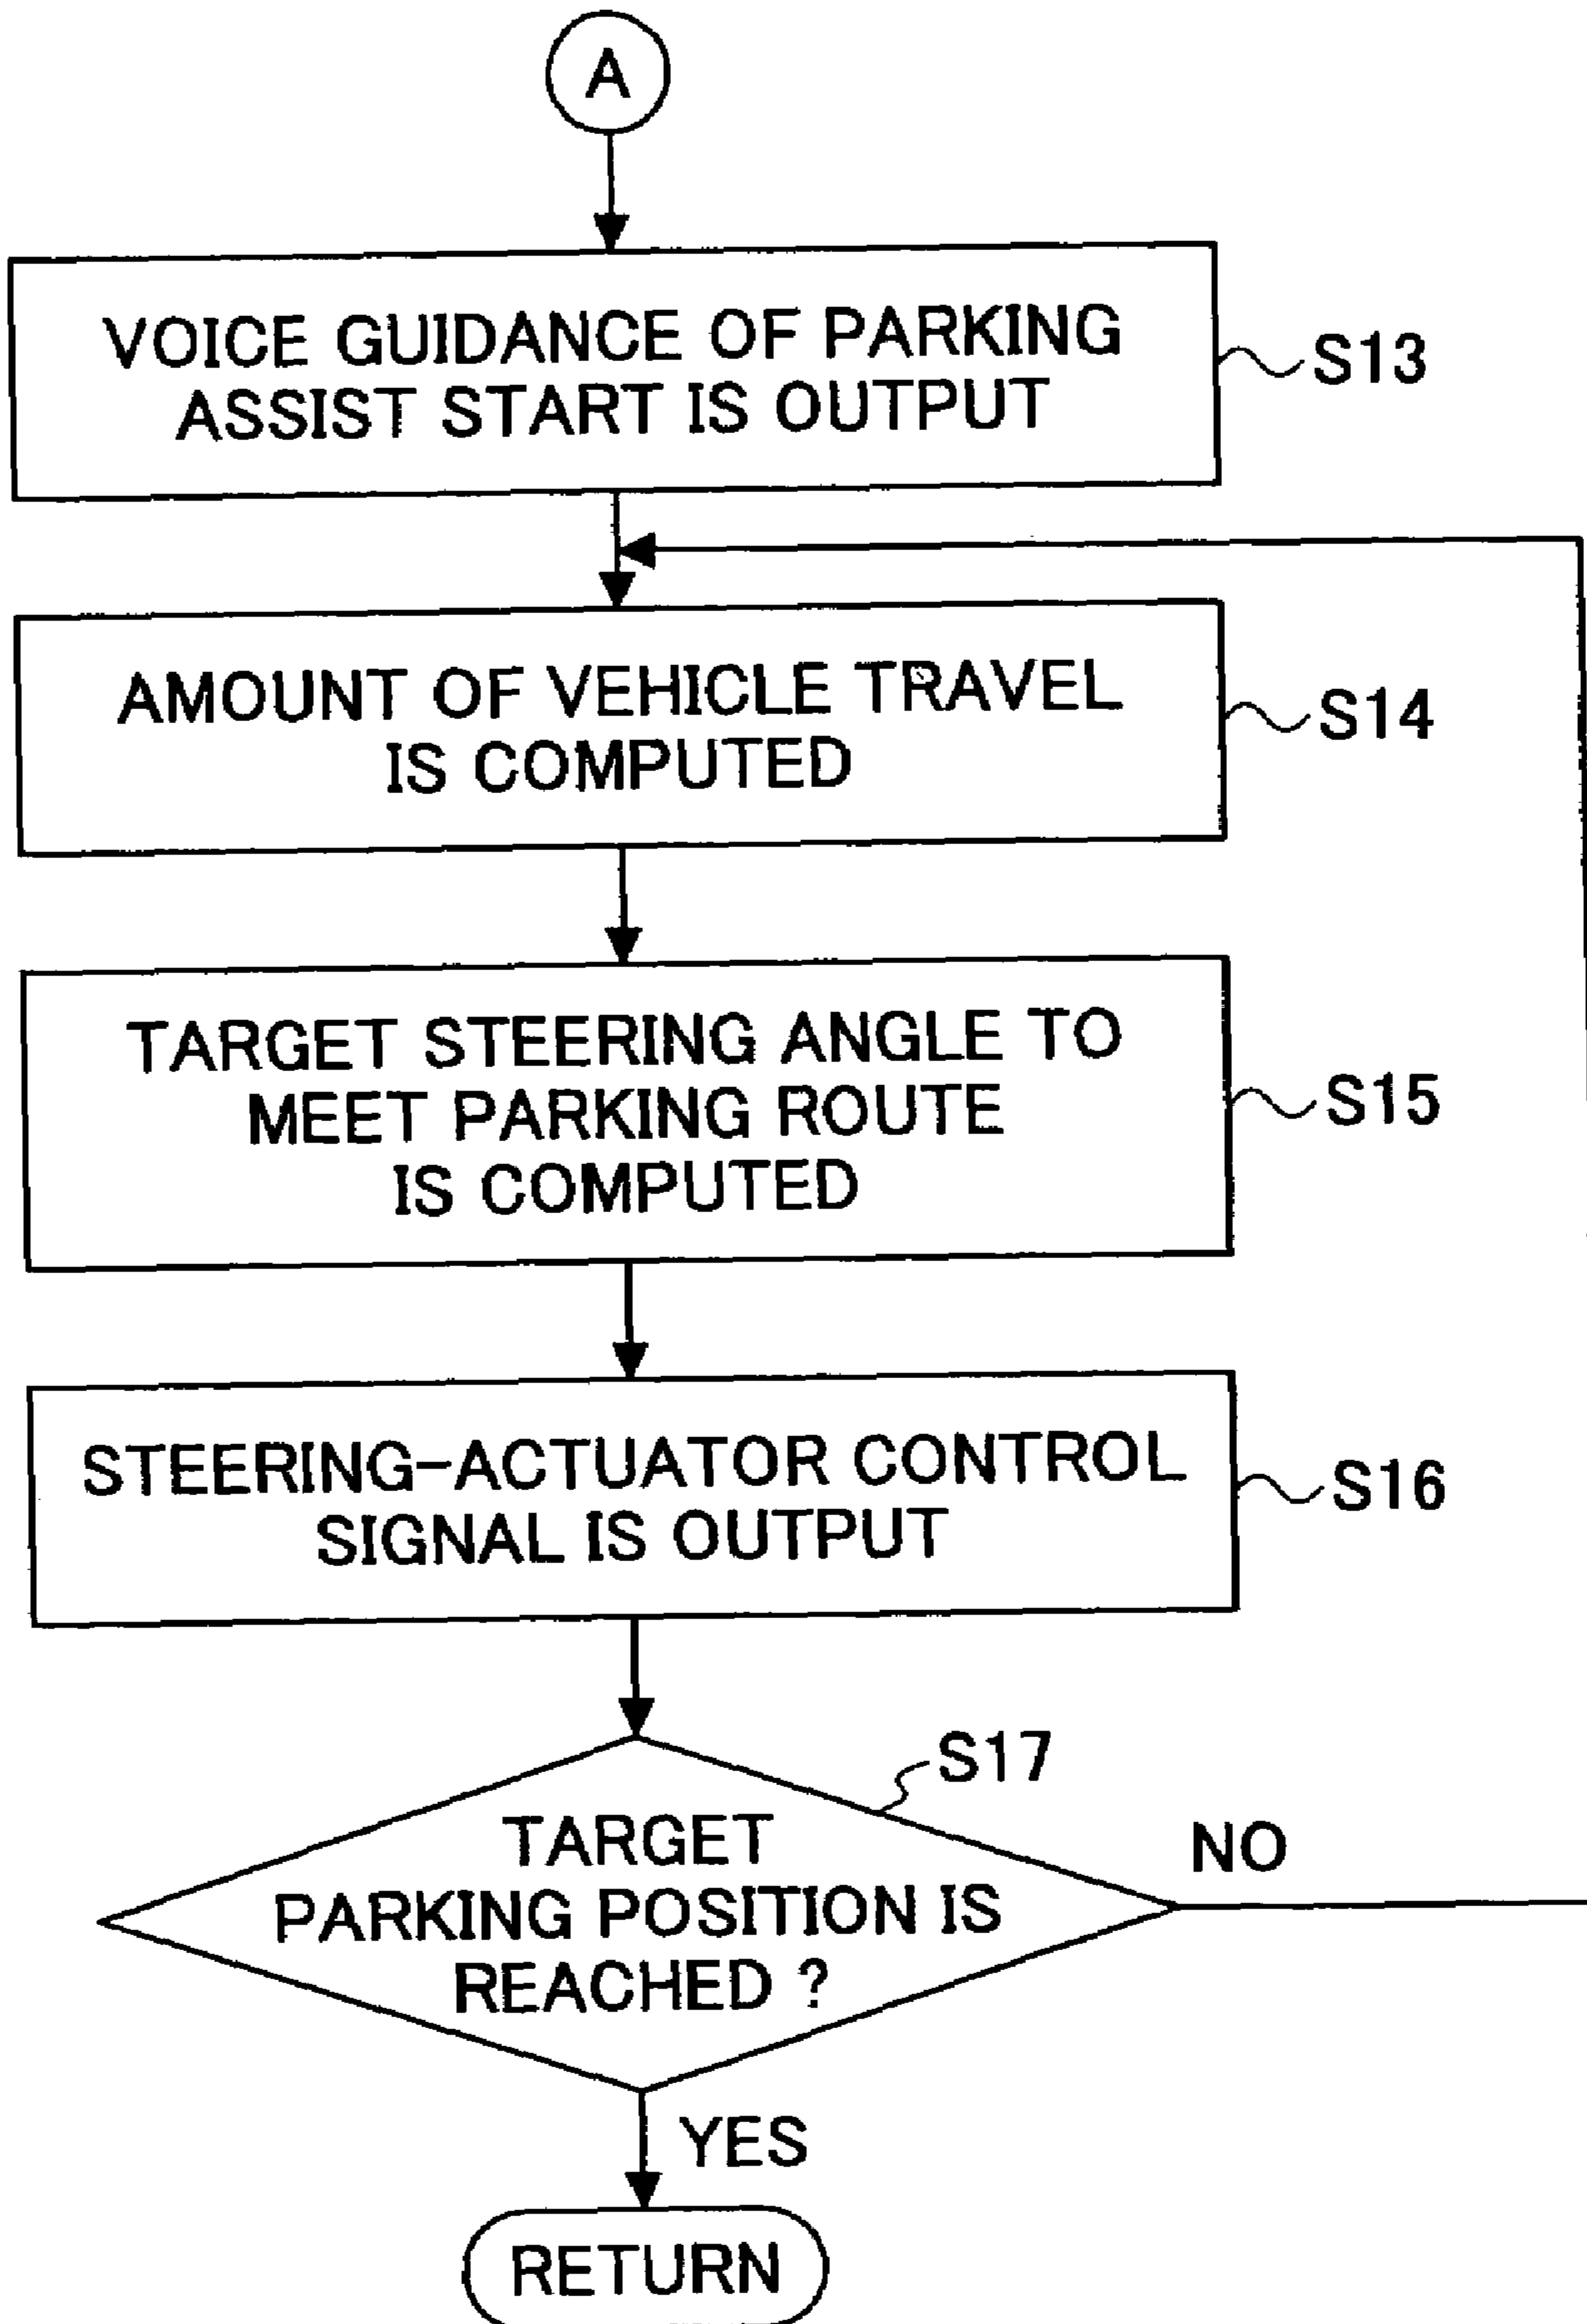 A
VOICE GUIDANCE OF PARKING
ASSIST START IS OUTPUT
S13
AMOUNT OF VEHICLE TRAVEL
IS COMPUTED
S14
TARGET STEERING ANGLE TO
MEET PARKING ROUTE
IS COMPUTED
S15
STEERING-ACTUATOR CONTROL
SIGNAL IS OUTPUT
S16
S17
TARGET
PARKING POSITION IS
REACHED ?
NO
YES
RETURN